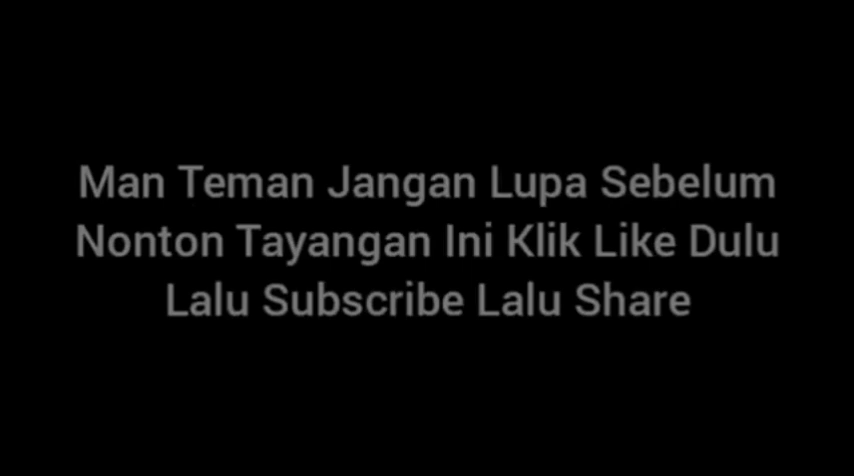 Man Teman Jangan Lupa Sebelum
Nonton Tayangan Ini Klik Like Dulu
Lalu Subscribe Lalu Share